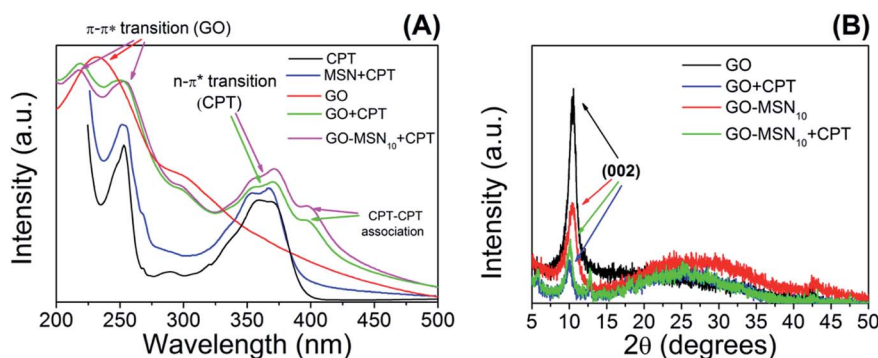 (A)
π-π* transition (GO)
n-π* transition
(CPT)
CPT
MSN+CPT
GO
GO+CPT
GO-MSN₁₀+CPT
CPT-CPT
association
Intensity (a.u.)
200 250 300 350 400 450 500
Wavelength (nm)
(B)
GO
GO+CPT
GO-MSN₁₀
GO-MSN₁₀+CPT
(002)
Intensity (a.u.)
5 10 15 20 25 30 35 40 45 50
2θ (degrees)